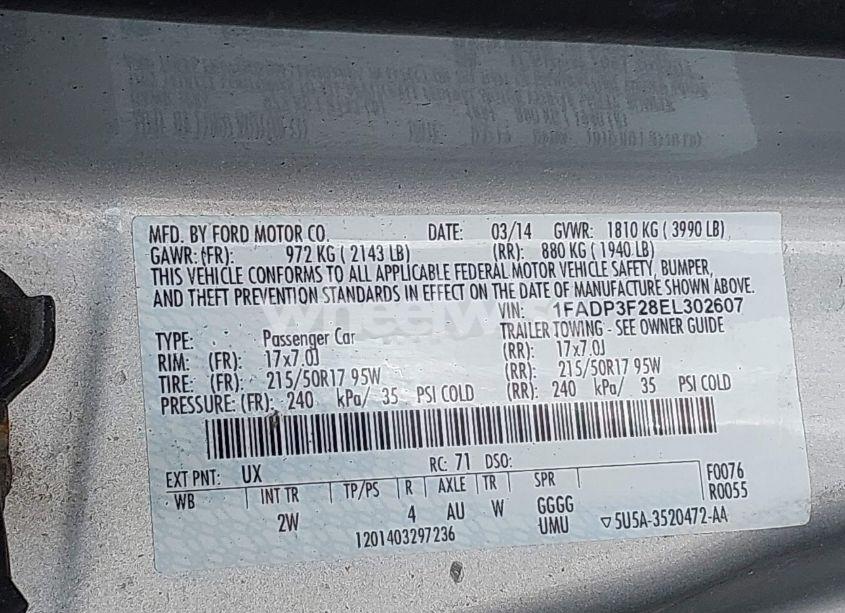 MFD. BY FORD MOTOR CO. DATE: 03/14 GVWR: 1810 KG ( 3990 LB)
GAWR:(FR): 972 KG ( 2143 LB) (RR): 880 KG ( 1940 LB)
THIS VEHICLE CONFORMS TO ALL APPLICABLE FEDERAL MOTOR VEHICLE SAFETY, BUMPER,
AND THEFT PREVENTION STANDARDS IN EFFECT ON THE DATE OF MANUFACTURE SHOWN ABOVE.
VIN: 1FADP3F28EL302607
TYPE: Passenger Car TRAILER TOWING - SEE OWNER GUIDE
RIM: (FR): 17x7.0J (RR): 17x7.0J
TIRE: (FR): 215/50R17 95W (RR): 215/50R17 95W
PRESSURE: (FR): 240 kPa/ 35 PSI COLD (RR): 240 kPa/ 35 PSI COLD
EXT PNT: UX RC: 71 DSO:
WB INT TR TP/PS R AXLE TR SPR F0076
R0055
2W 4 AU W GGGG
UMU
1201403297236 ▽5U5A-3520472-AA